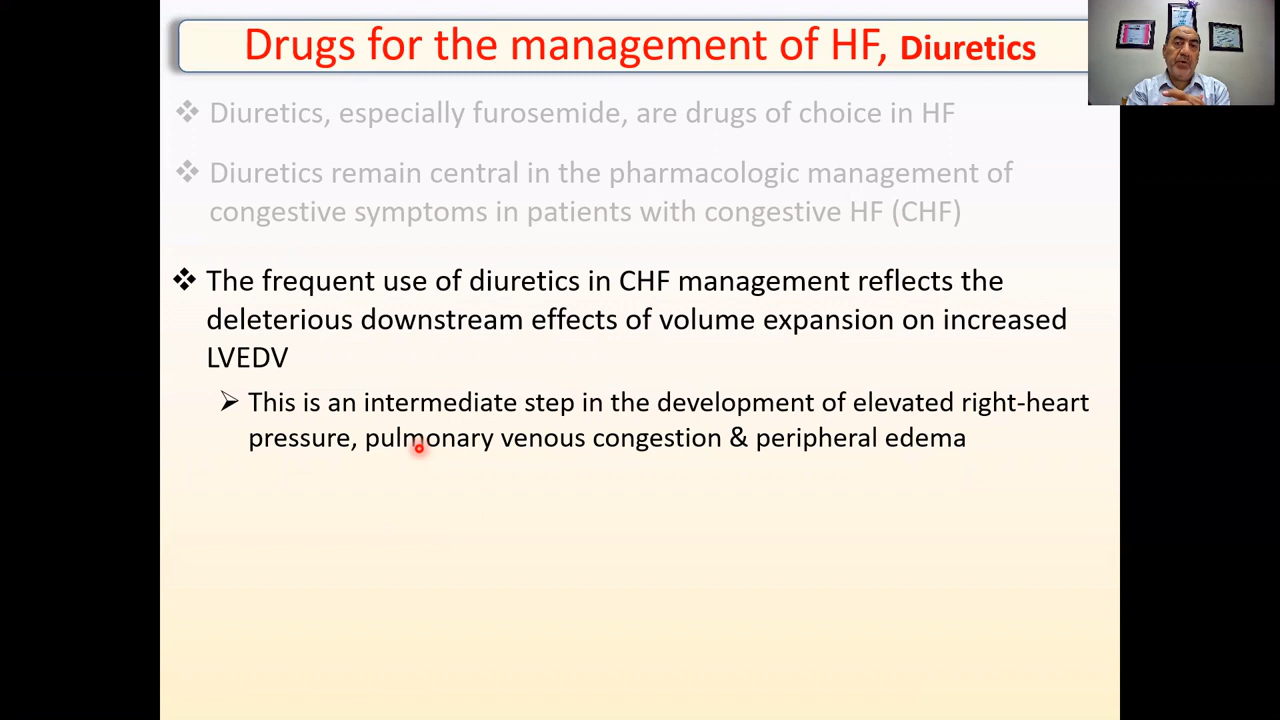 Drugs for the management of HF, Diuretics
❖ Diuretics, especially furosemide, are drugs of choice in HF
❖ Diuretics remain central in the pharmacologic management of
congestive symptoms in patients with congestive HF (CHF)
❖ The frequent use of diuretics in CHF management reflects the
deleterious downstream effects of volume expansion on increased
LVEDV
➢ This is an intermediate step in the development of elevated right-heart
pressure, pulmonary venous congestion & peripheral edema